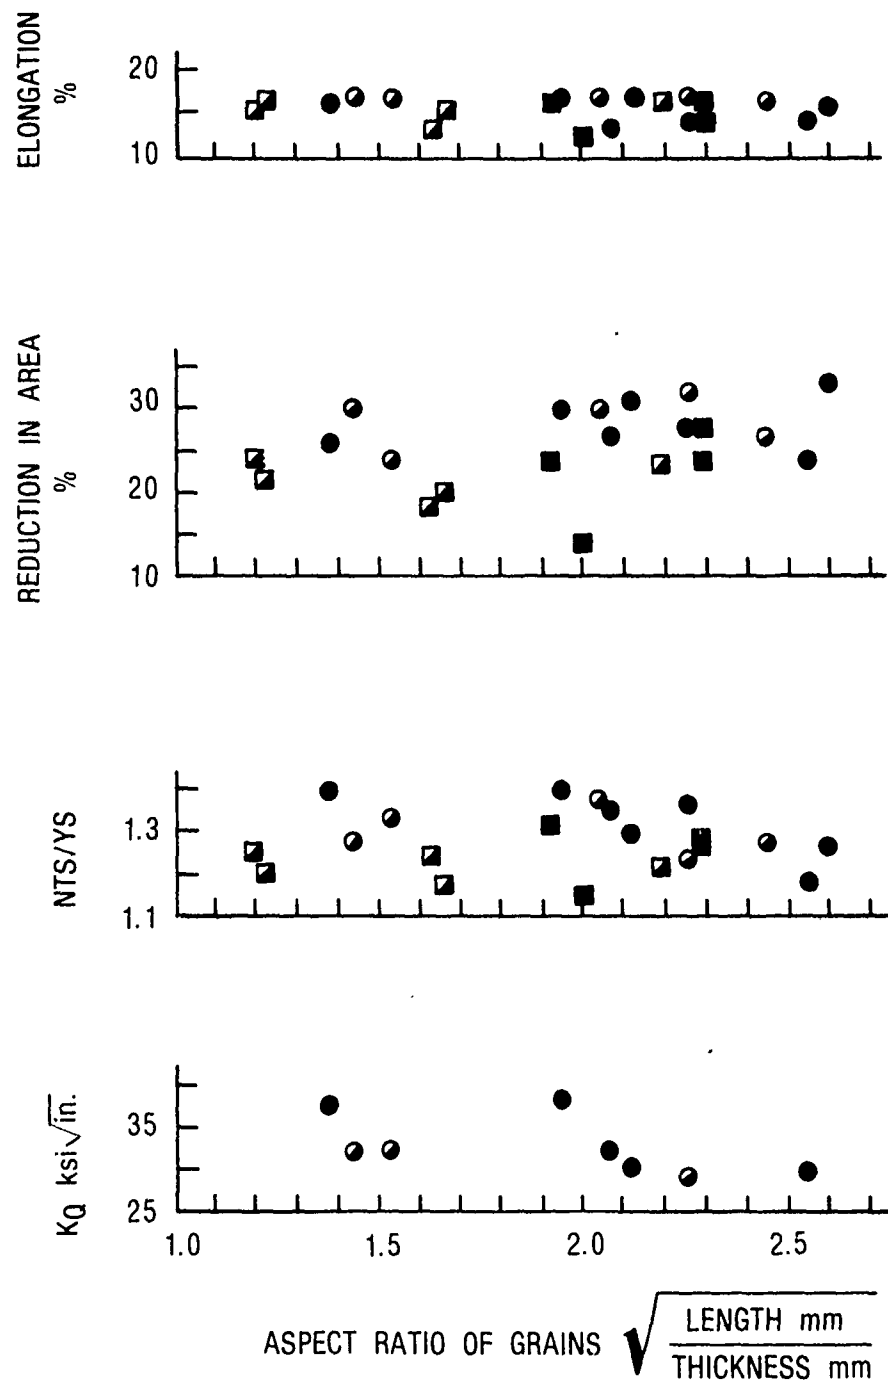 ELONGATION
%
20
10
REDUCTION IN AREA
%
30
20
10
NTS/YS
1.3
1.1
KQ ksi√in.
35
25
1.0 1.5 2.0 2.5
ASPECT RATIO OF GRAINS √ LENGTH mm
THICKNESS mm